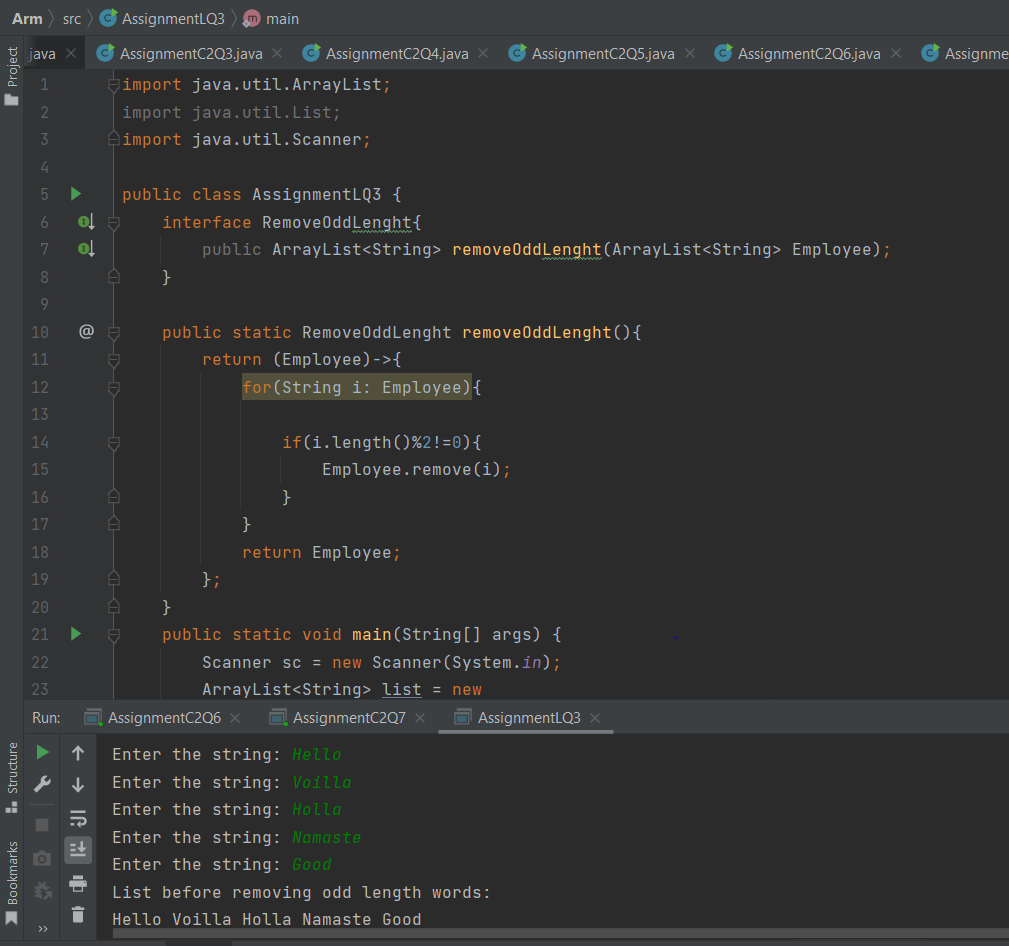 Arm src AssignmentLQ3 main
Project
java AssignmentC2Q3.java AssignmentC2Q4.java AssignmentC2Q5.java AssignmentC2Q6.java Assignme
1 import java.util.ArrayList;
2 import java.util.List;
3 import java.util.Scanner;
4
5 public class AssignmentLQ3 {
6 interface RemoveOddLenght{
7 public ArrayList<String> removeOddLenght(ArrayList<String> Employee);
8 }
9
10 @ public static RemoveOddLenght removeOddLenght(){
11 return (Employee)->{
12 for(String i: Employee){
13
14 if(i.length()%2!=0){
15 Employee.remove(i);
16 }
17 }
18 return Employee;
19 };
20 }
21 public static void main(String[] args) {
22 Scanner sc = new Scanner(System.in);
23 ArrayList<String> list = new
Run: AssignmentC2Q6 AssignmentC2Q7 AssignmentLQ3
Structure
Bookmarks
Enter the string: Hello
Enter the string: Voilla
Enter the string: Holla
Enter the string: Namaste
Enter the string: Good
List before removing odd length words:
Hello Voilla Holla Namaste Good